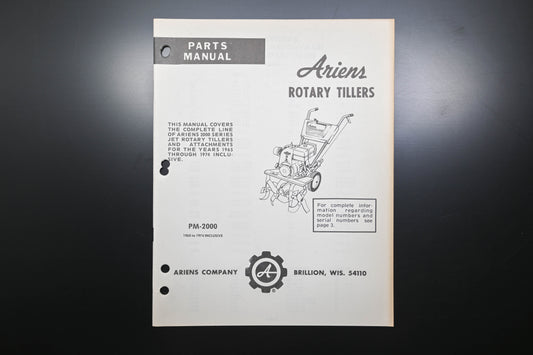 PARTS
MANUAL
Ariens
ROTARY TILLERS
THIS MANUAL COVERS
THE COMPLETE LINE
OF ARIENS 2000 SERIES
JET ROTARY TILLERS
AND ATTACHMENTS
FOR THE YEARS 1963
THROUGH 1974 INCLU-
SIVE.
For complete infor-
mation regarding
model numbers and
serial numbers see
page 3.
PM-2000
1963 to 1974 INCLUSIVE
ARIENS COMPANY A ® BRILLION, WIS. 54110